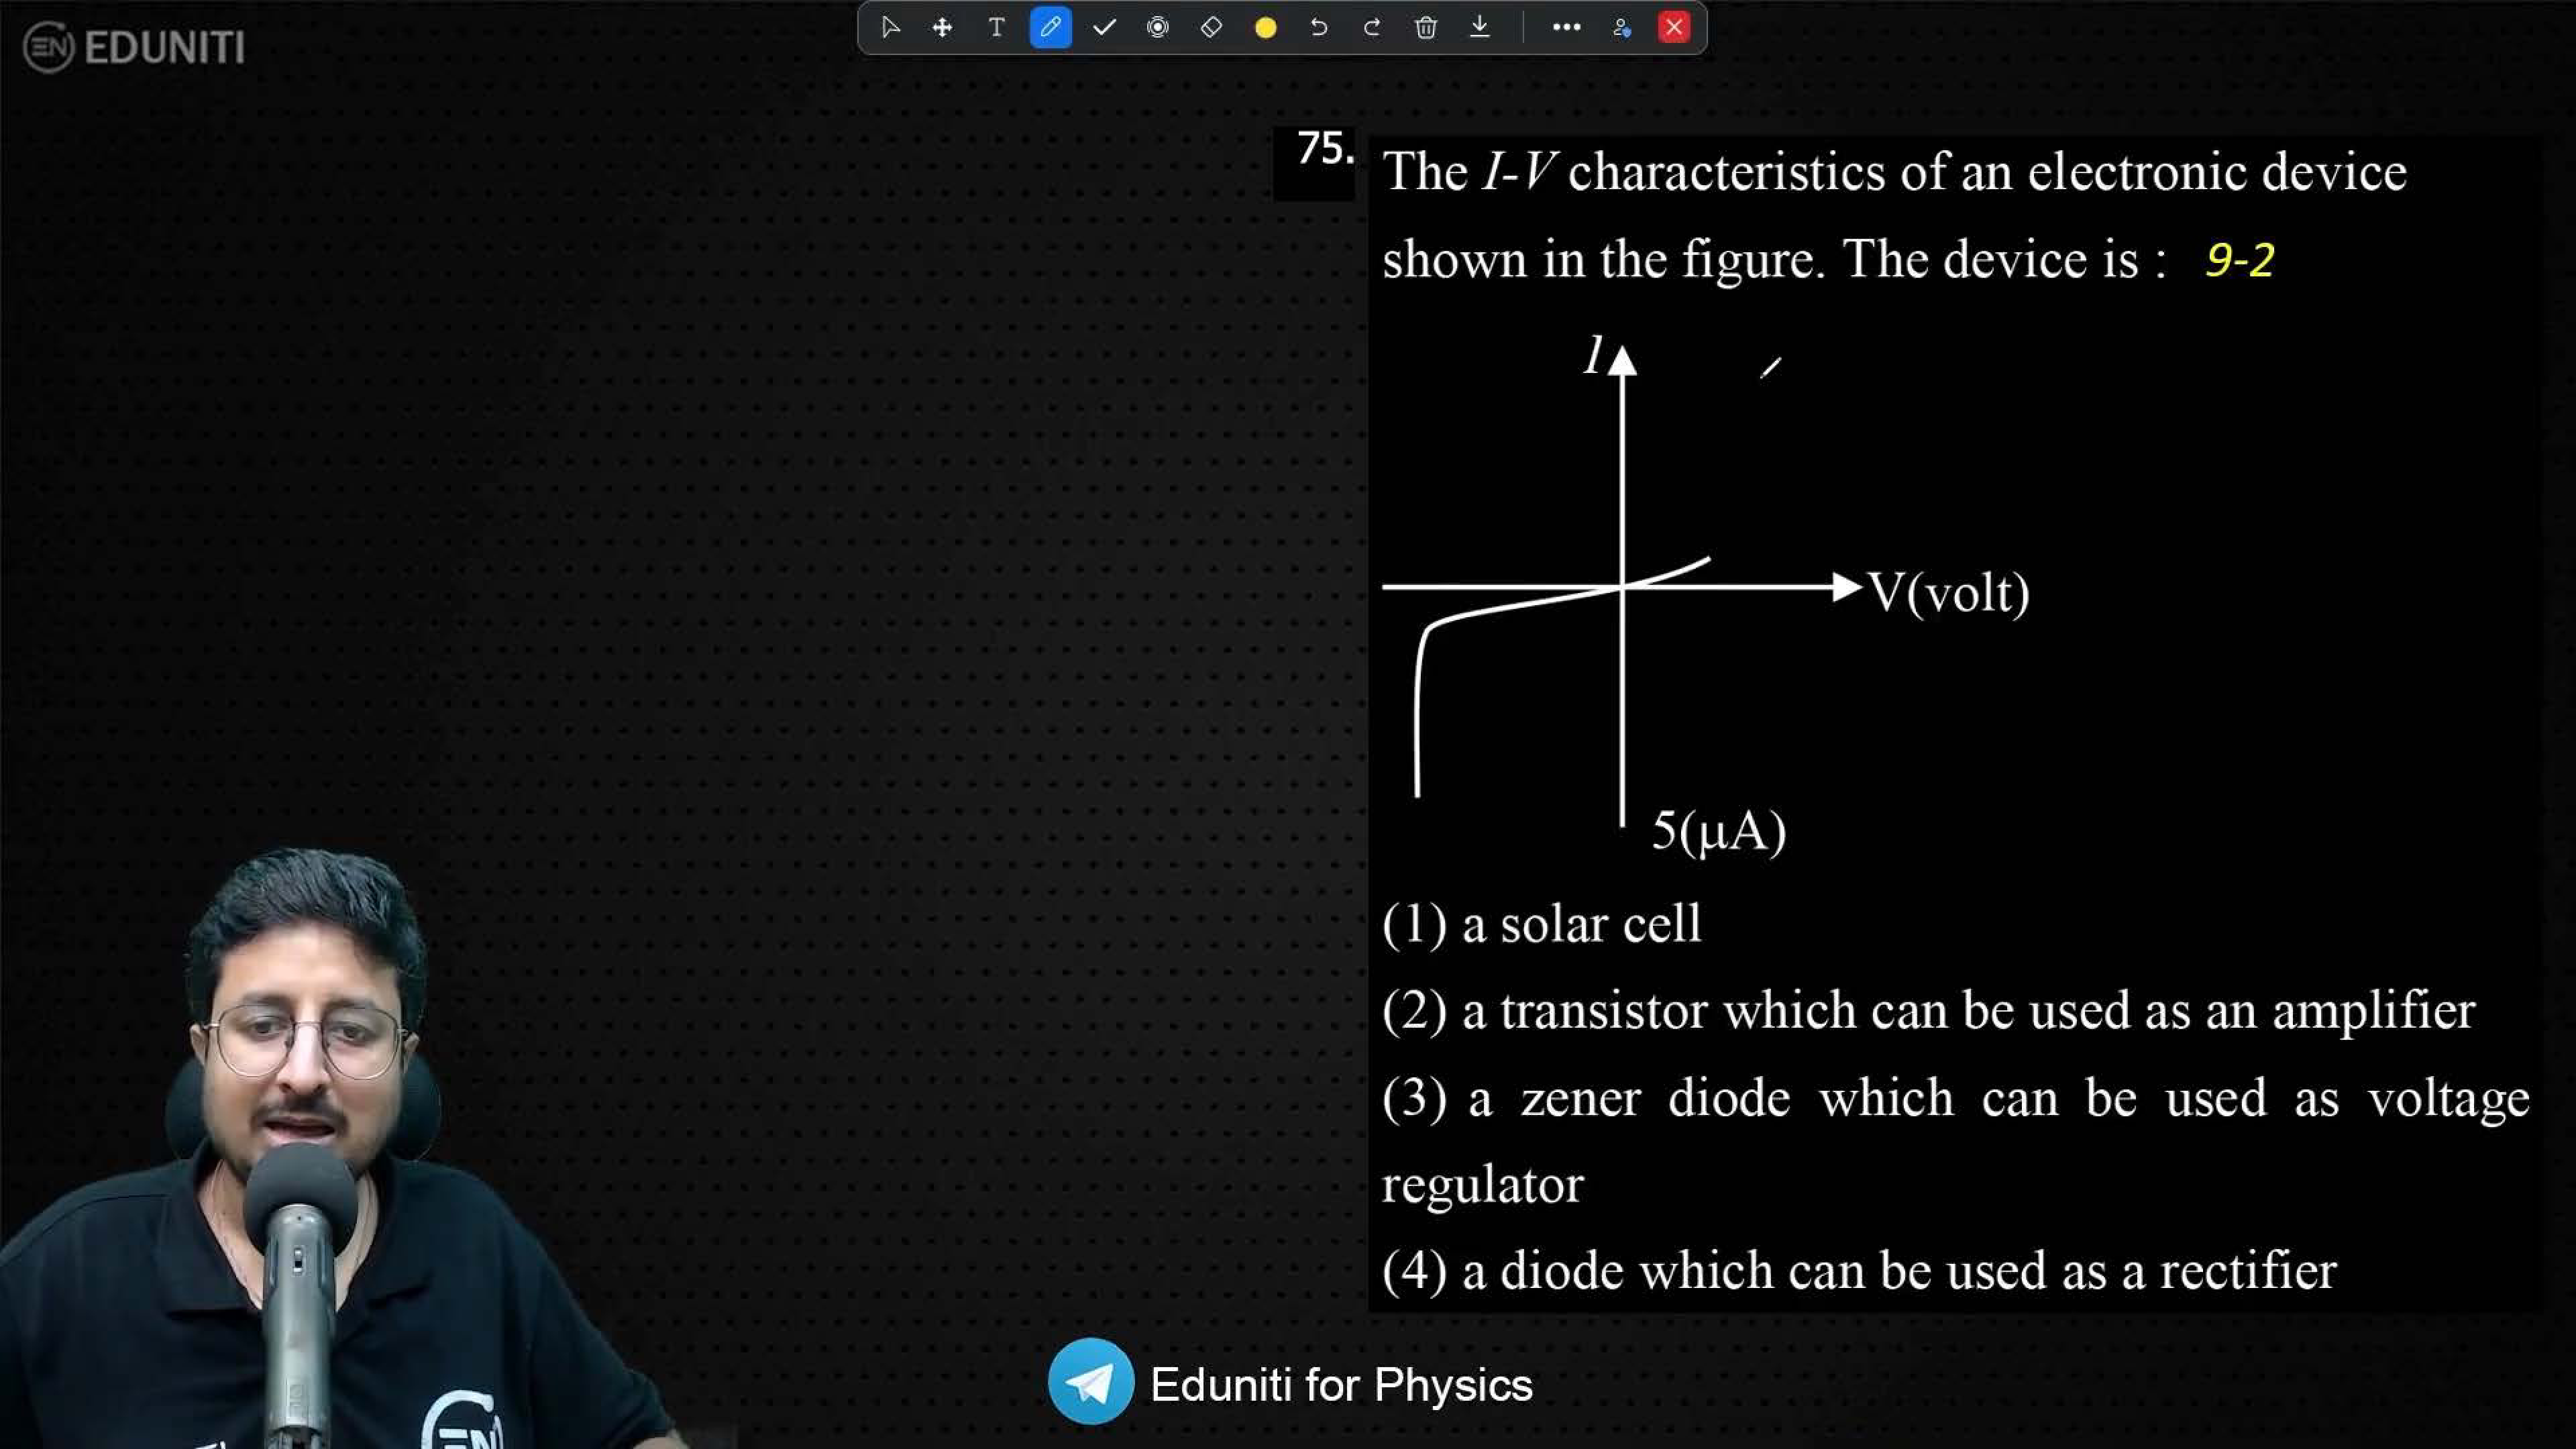 EDUNITI
75.
The I-V characteristics of an electronic device
shown in the figure. The device is : 9-2
I
V(volt)
5(μA)
(1) a solar cell
(2) a transistor which can be used as an amplifier
(3) a zener diode which can be used as voltage
regulator
(4) a diode which can be used as a rectifier
Eduniti for Physics
EN